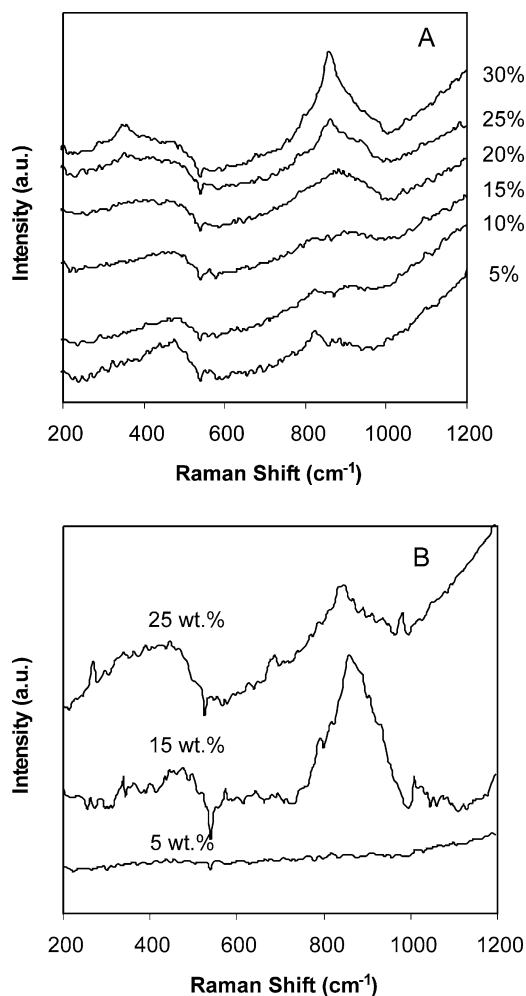 A
30%
25%
20%
15%
10%
5%
Intensity (a.u.)
200 400 600 800 1000 1200
Raman Shift (cm-1)
B
25 wt.%
15 wt.%
5 wt.%
Intensity (a.u.)
200 400 600 800 1000 1200
Raman Shift (cm-1)